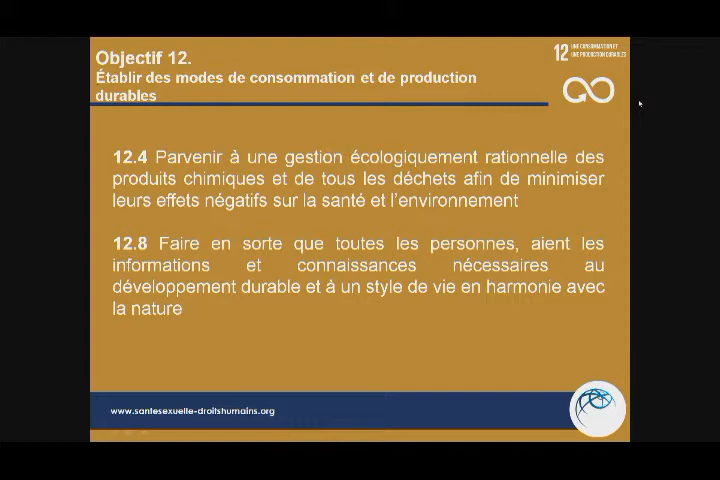 Objectif 12.
Établir des modes de consommation et de production
durables
12 UNE CONSOMMATION ET
UNE PRODUCTION DURABLES
12.4 Parvenir à une gestion écologiquement rationnelle des
produits chimiques et de tous les déchets afin de minimiser
leurs effets négatifs sur la santé et l'environnement
12.8 Faire en sorte que toutes les personnes, aient les
informations et connaissances nécessaires au
développement durable et à un style de vie en harmonie avec
la nature
www.santesexuelle-droitshumains.org